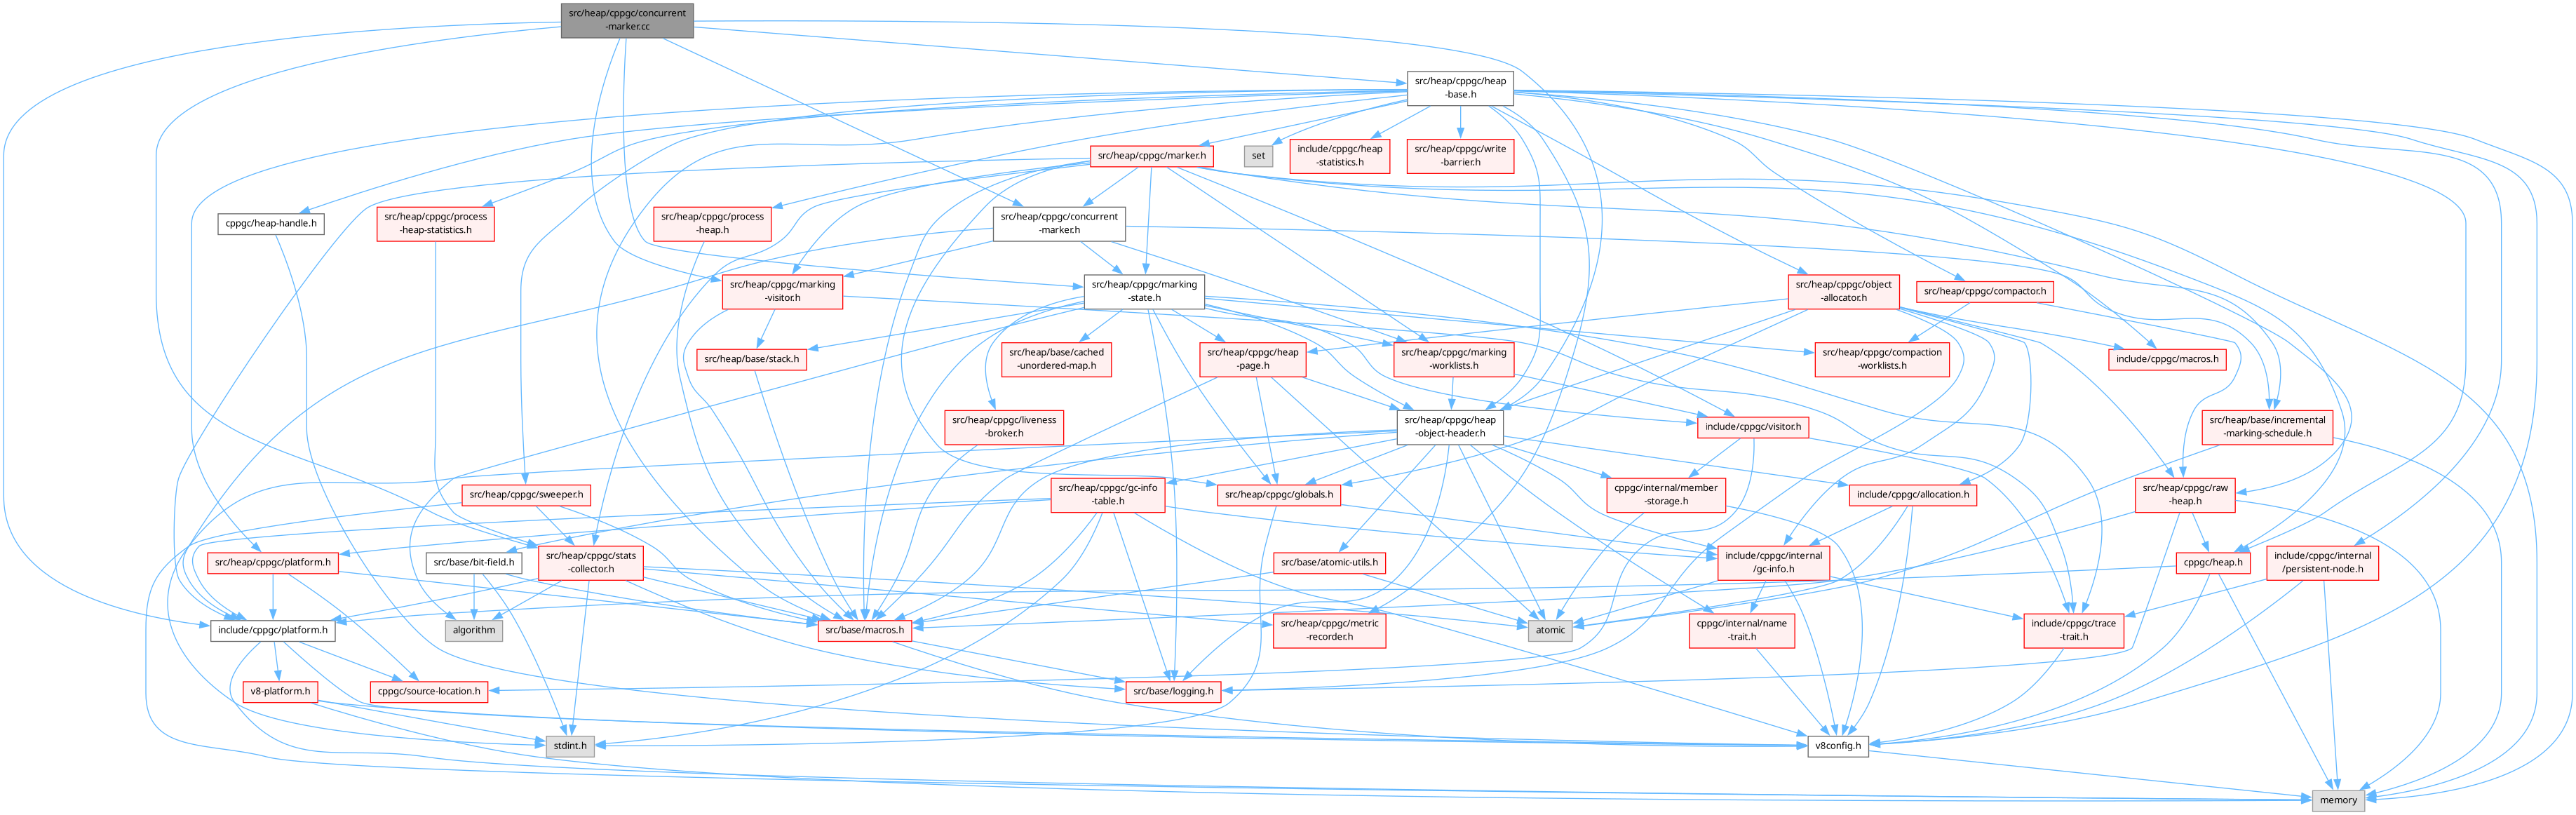 src/heap/cppgc/concurrent
-marker.cc
src/heap/cppgc/heap
-base.h
src/heap/cppgc/marker.h
set
include/cppgc/heap
-statistics.h
src/heap/cppgc/write
-barrier.h
cppgc/heap-handle.h
src/heap/cppgc/process
-heap-statistics.h
src/heap/cppgc/process
-heap.h
src/heap/cppgc/concurrent
-marker.h
src/heap/cppgc/marking
-visitor.h
src/heap/cppgc/marking
-state.h
src/heap/cppgc/object
-allocator.h
src/heap/cppgc/compactor.h
src/heap/base/stack.h
src/heap/base/cached
-unordered-map.h
src/heap/cppgc/heap
-page.h
src/heap/cppgc/marking
-worklists.h
src/heap/cppgc/compaction
-worklists.h
include/cppgc/macros.h
src/heap/cppgc/liveness
-broker.h
src/heap/cppgc/heap
-object-header.h
include/cppgc/visitor.h
src/heap/base/incremental
-marking-schedule.h
src/heap/cppgc/sweeper.h
src/heap/cppgc/gc-info
-table.h
src/heap/cppgc/globals.h
cppgc/internal/member
-storage.h
include/cppgc/allocation.h
src/heap/cppgc/raw
-heap.h
src/heap/cppgc/platform.h
src/base/bit-field.h
src/heap/cppgc/stats
-collector.h
src/base/atomic-utils.h
include/cppgc/internal
/gc-info.h
cppgc/heap.h
include/cppgc/internal
/persistent-node.h
include/cppgc/platform.h
algorithm
src/base/macros.h
src/heap/cppgc/metric
-recorder.h
atomic
cppgc/internal/name
-trait.h
include/cppgc/trace
-trait.h
v8-platform.h
cppgc/source-location.h
src/base/logging.h
stdint.h
v8config.h
memory